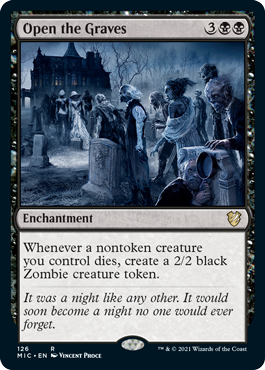 Open the Graves 3
Enchantment
Whenever a nontoken creature
you control dies, create a 2/2 black
Zombie creature token.
It was a night like any other. It would
soon become a night no one would ever
forget.
126 R
MIC • EN VINCENT PROCE
™ & © 2021 Wizards of the Coast